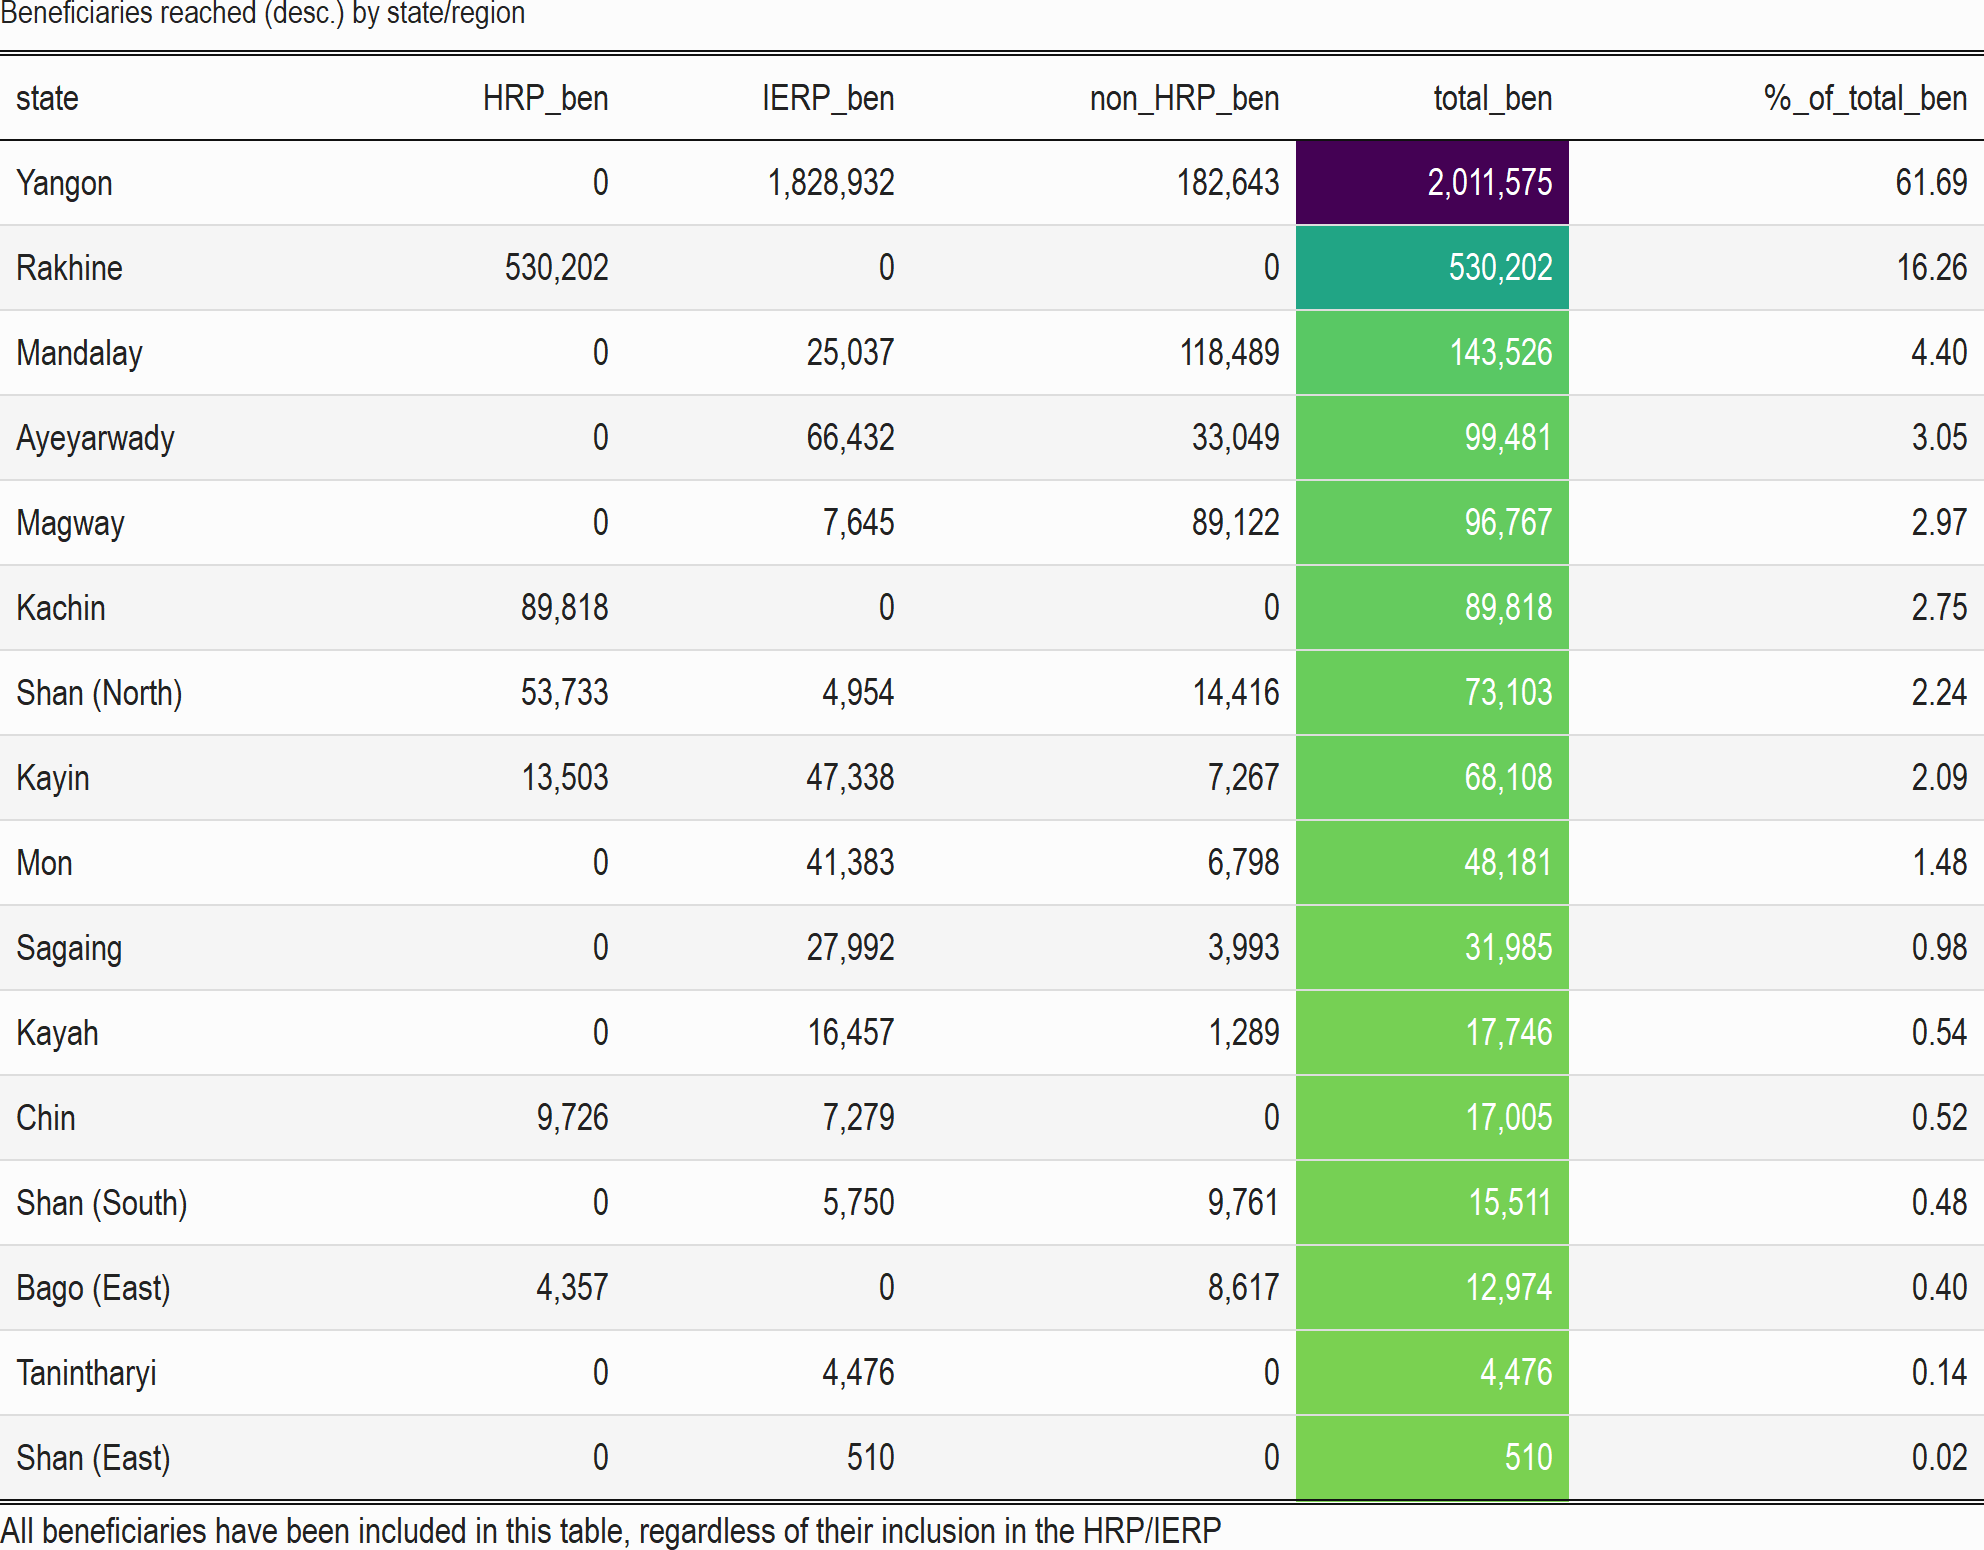 Beneficiaries reached (desc.) by state/region
state HRP_ben IERP_ben non_HRP_ben total_ben %_of_total_ben
Yangon 0 1,828,932 182,643 2,011,575 61.69
Rakhine 530,202 0 0 530,202 16.26
Mandalay 0 25,037 118,489 143,526 4.40
Ayeyarwady 0 66,432 33,049 99,481 3.05
Magway 0 7,645 89,122 96,767 2.97
Kachin 89,818 0 0 89,818 2.75
Shan (North) 53,733 4,954 14,416 73,103 2.24
Kayin 13,503 47,338 7,267 68,108 2.09
Mon 0 41,383 6,798 48,181 1.48
Sagaing 0 27,992 3,993 31,985 0.98
Kayah 0 16,457 1,289 17,746 0.54
Chin 9,726 7,279 0 17,005 0.52
Shan (South) 0 5,750 9,761 15,511 0.48
Bago (East) 4,357 0 8,617 12,974 0.40
Tanintharyi 0 4,476 0 4,476 0.14
Shan (East) 0 510 0 510 0.02
All beneficiaries have been included in this table, regardless of their inclusion in the HRP/IERP